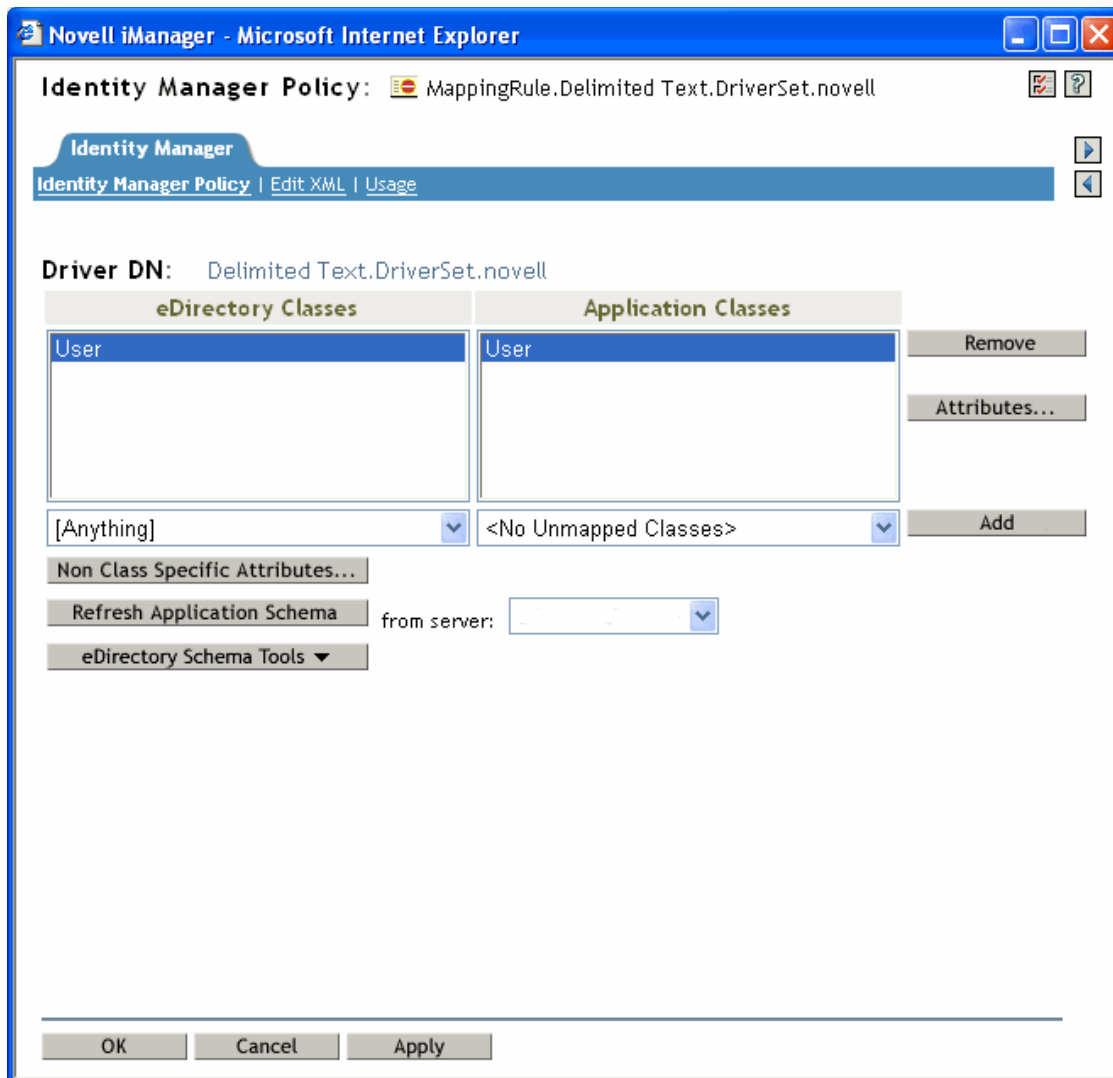 Novell iManager - Microsoft Internet Explorer
Identity Manager Policy: MappingRule.Delimited Text.DriverSet.novell
Identity Manager
Identity Manager Policy | Edit XML | Usage
Driver DN: Delimited Text.DriverSet.novell
eDirectory Classes Application Classes
User User Remove
Attributes...
[Anything] <No Unmapped Classes> Add
Non Class Specific Attributes...
Refresh Application Schema from server:
eDirectory Schema Tools
OK Cancel Apply